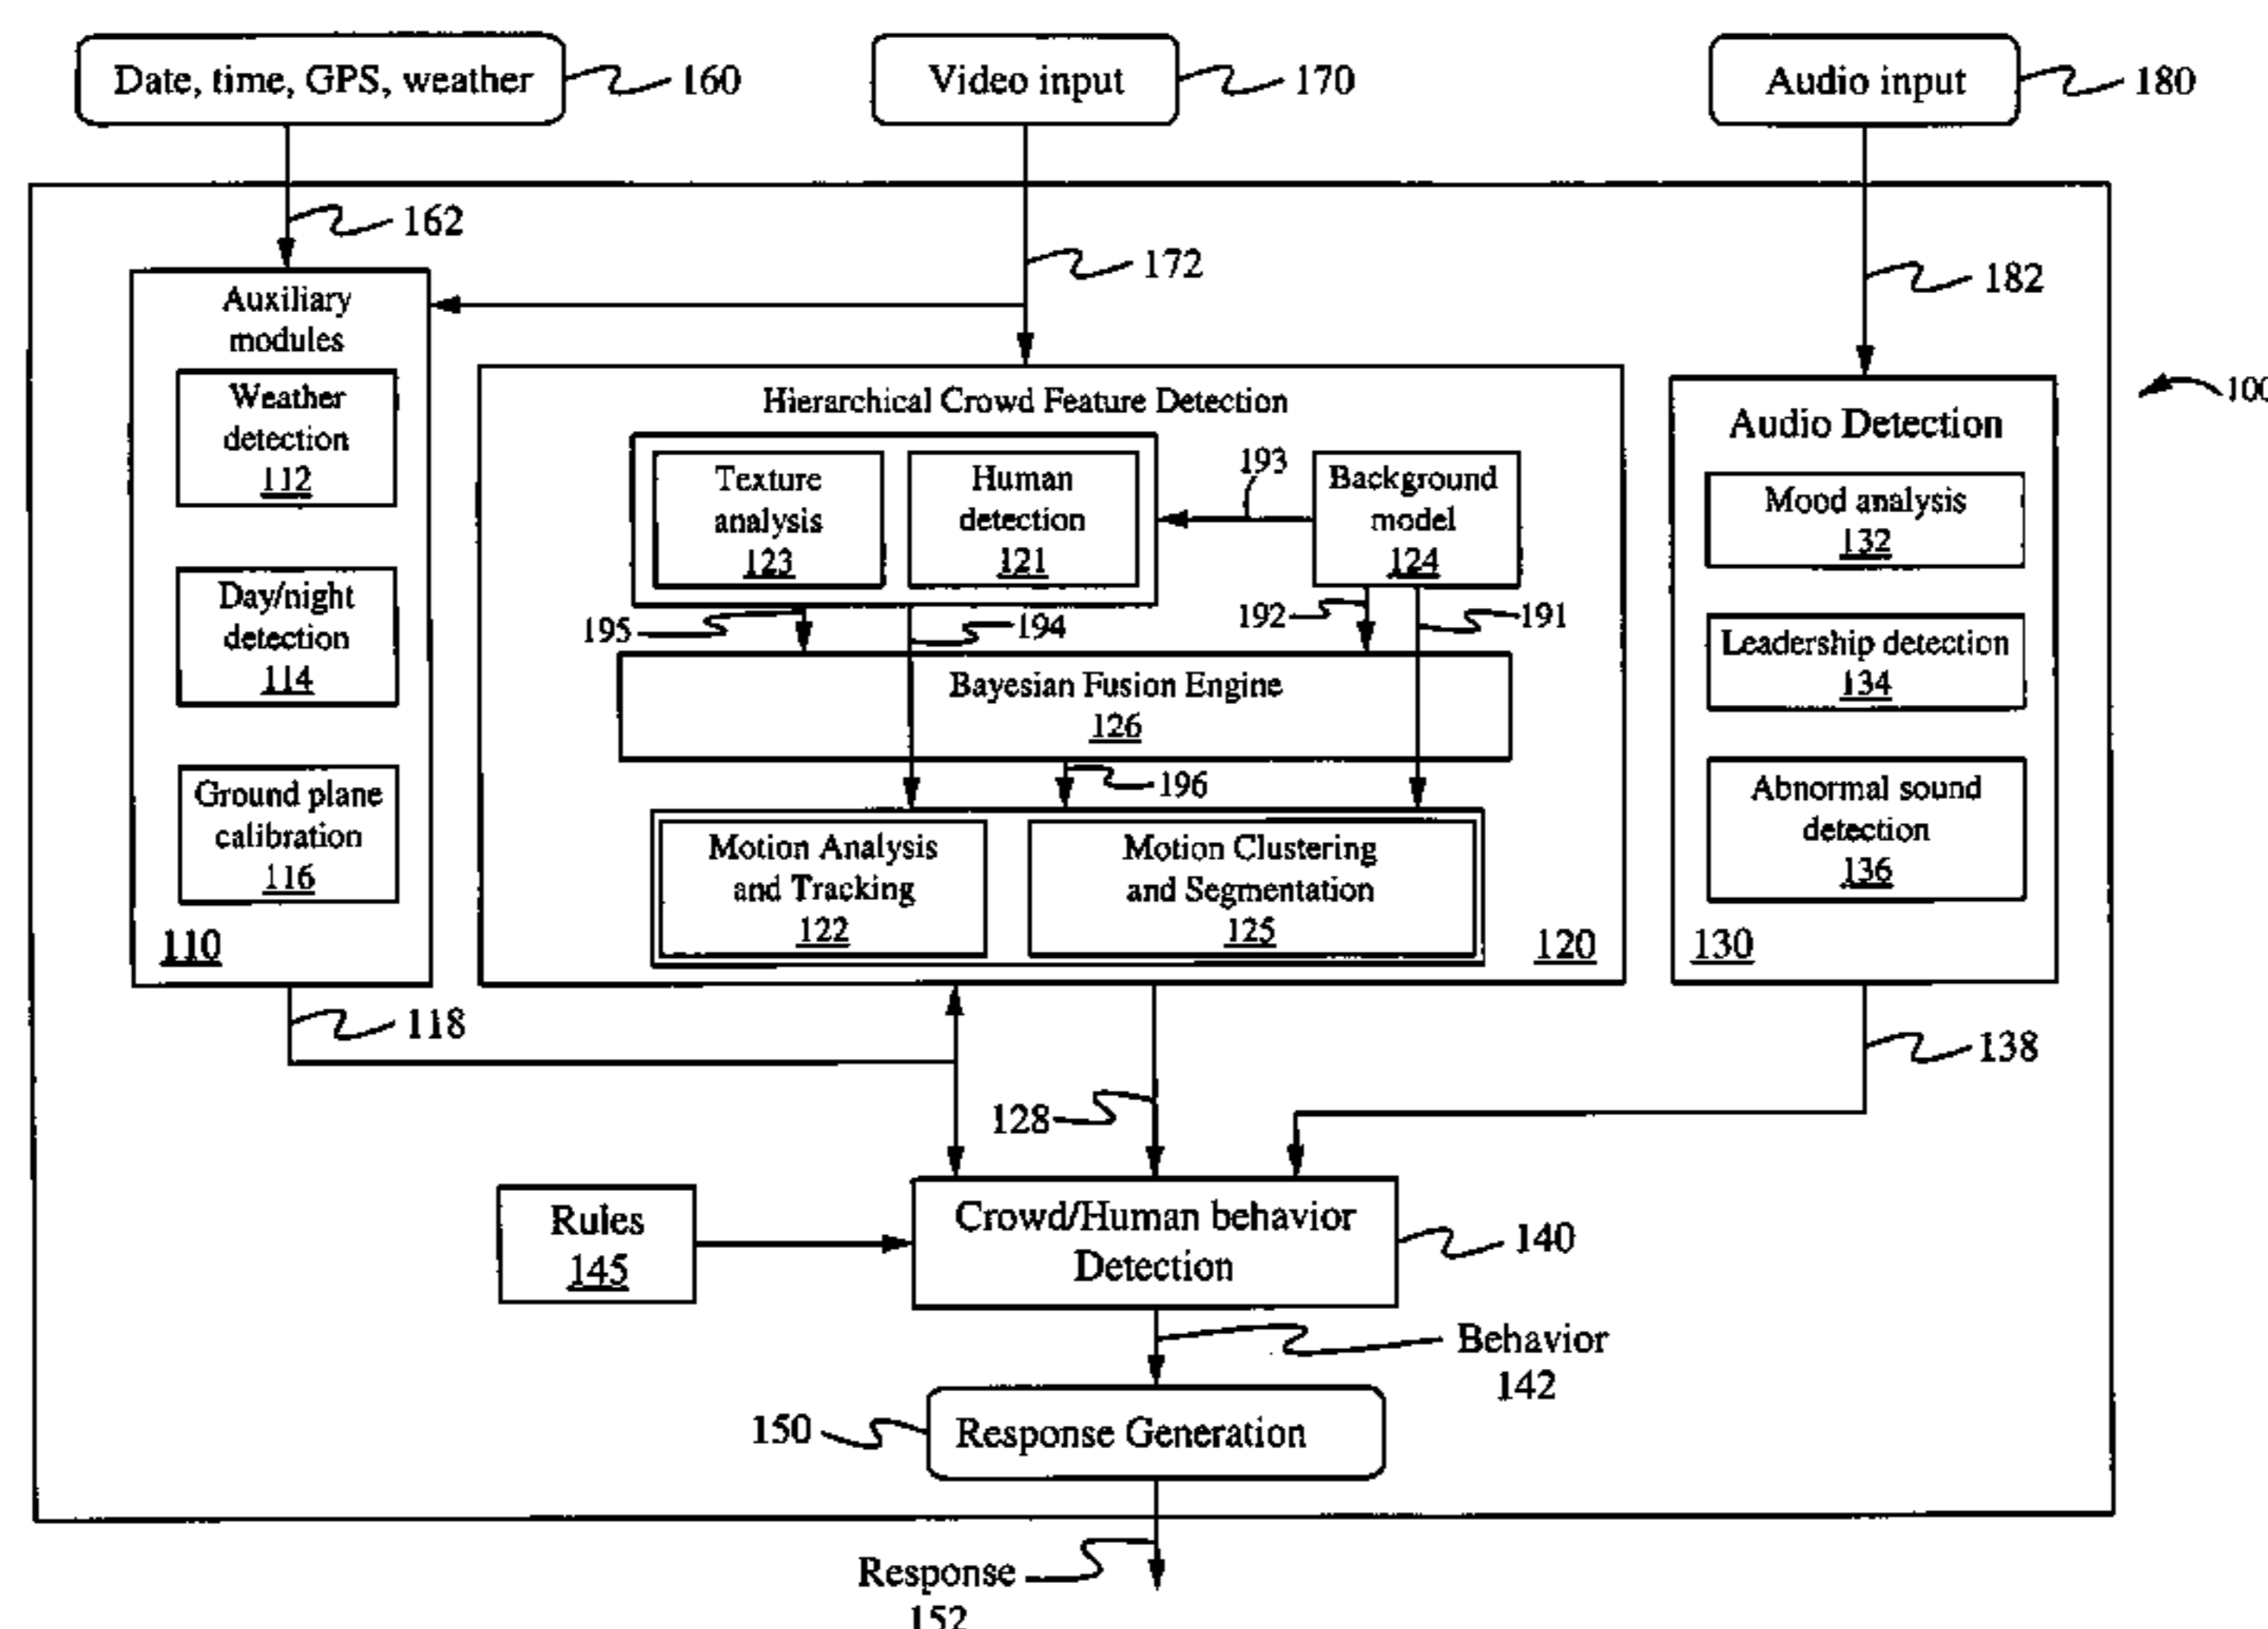 Date, time, GPS, weather
160
Video input
170
Audio input
180
162
172
182
100
Auxiliary
modules
Weather
detection
112
Day/night
detection
114
Ground plane
calibration
116
110
Hierarchical Crowd Feature Detection
Texture
analysis
123
Human
detection
121
193
Background
model
124
195
194
192
191
Bayesian Fusion Engine
126
196
Motion Analysis
and Tracking
122
Motion Clustering
and Segmentation
125
120
Audio Detection
Mood analysis
132
Leadership detection
134
Abnormal sound
detection
136
130
118
128
138
Rules
145
Crowd/Human behavior
Detection
140
Behavior
142
150
Response Generation
Response
152